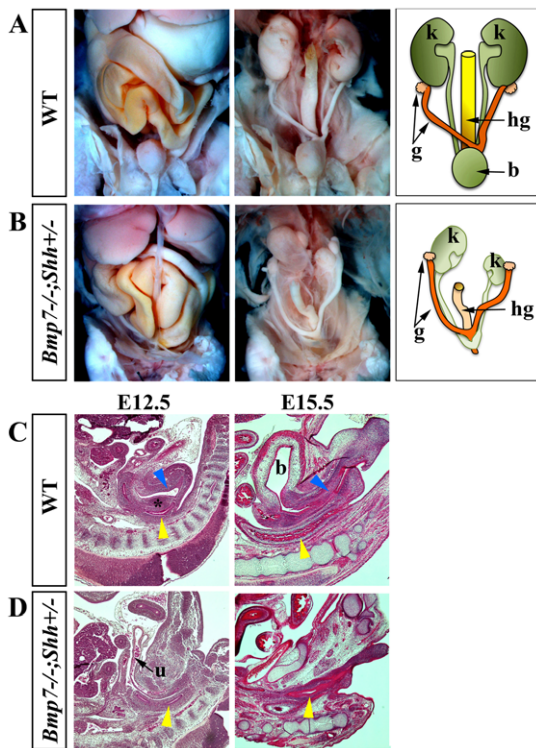 A
WT
k k
g
hg
b
B
Bmp7-/-;Shh+/-
k
k
hg
g
E12.5 E15.5
C
WT
*
b
D
Bmp7-/-;Shh+/-
u